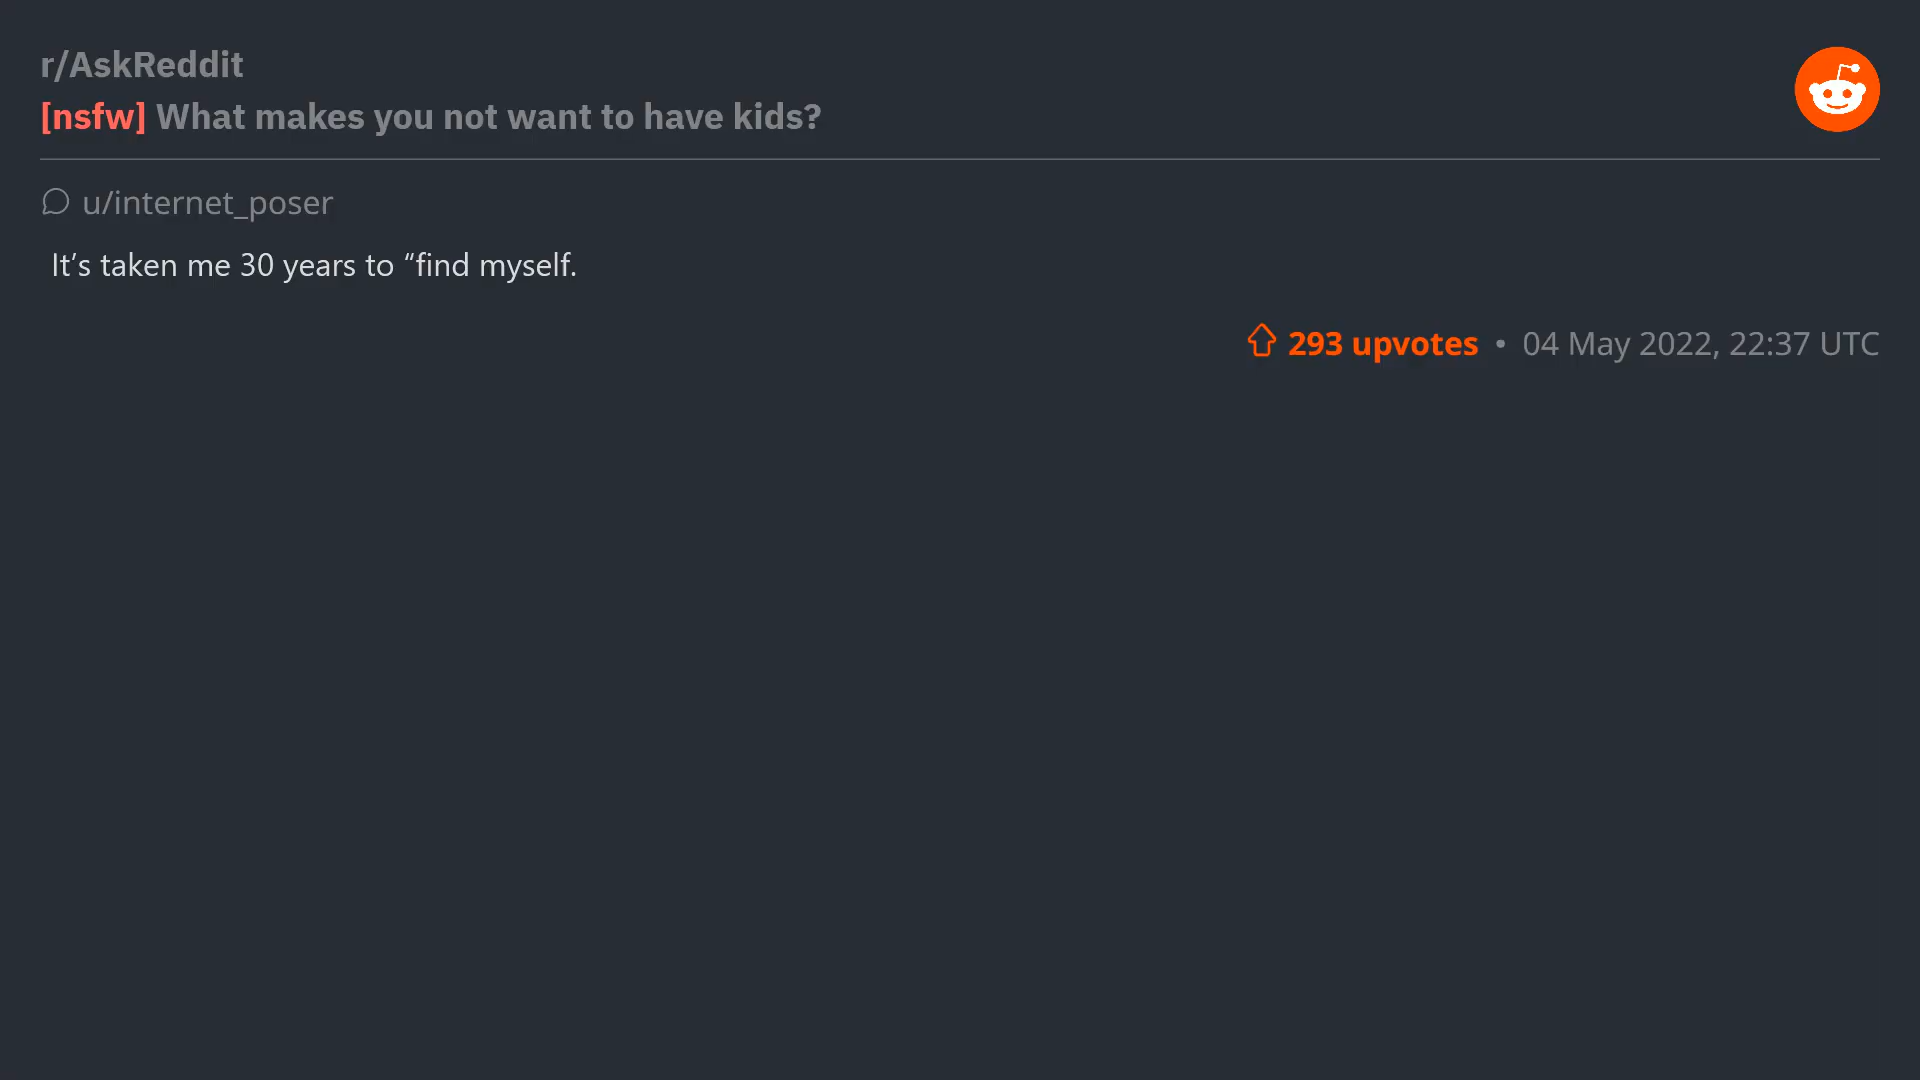 r/AskReddit
[nsfw] What makes you not want to have kids?
u/internet_poser
It’s taken me 30 years to “find myself.
293 upvotes • 04 May 2022, 22:37 UTC